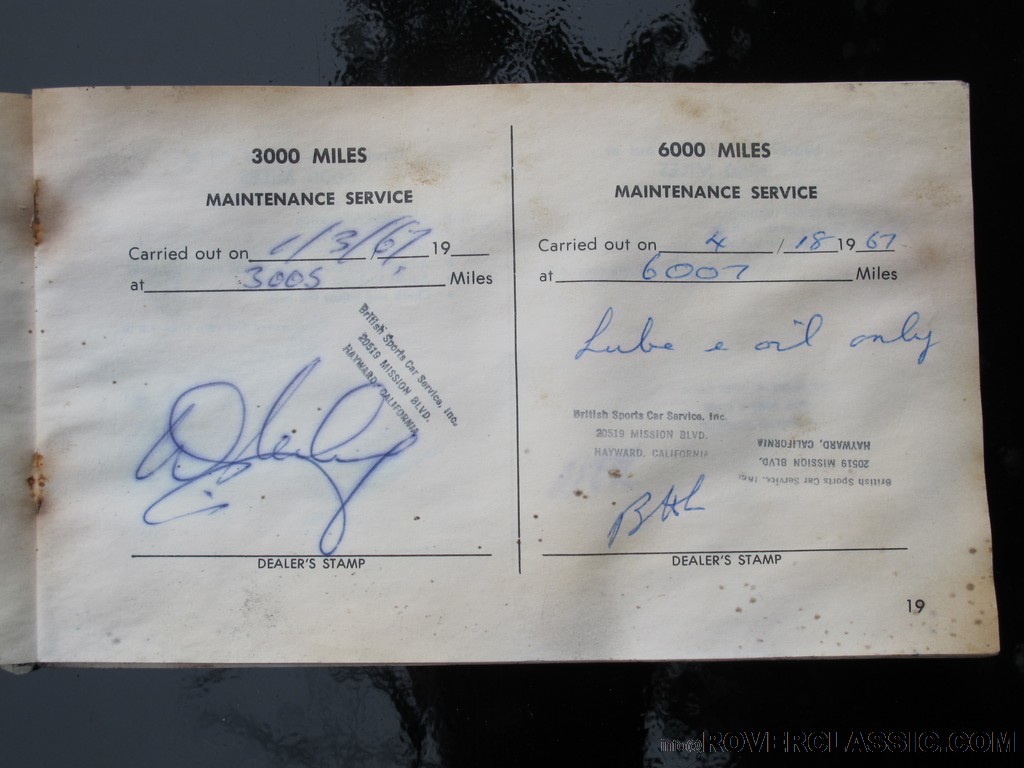 3000 MILES
MAINTENANCE SERVICE
Carried out on 1/3/67 19
at 3005 Miles
British Sports Car Service, Inc.
20519 MISSION BLVD.
HAYWARD, CALIFORNIA
DEALER'S STAMP
6000 MILES
MAINTENANCE SERVICE
Carried out on 4 / 18 19 67
at 6007 Miles
Lube e oil only
British Sports Car Service, Inc.
20519 MISSION BLVD.
HAYWARD, CALIFORNIA
British Sports Car Service, Inc.
20519 MISSION BLVD.
HAYWARD, CALIFORNIA
DEALER'S STAMP
19
info@ROVERCLASSIC.COM